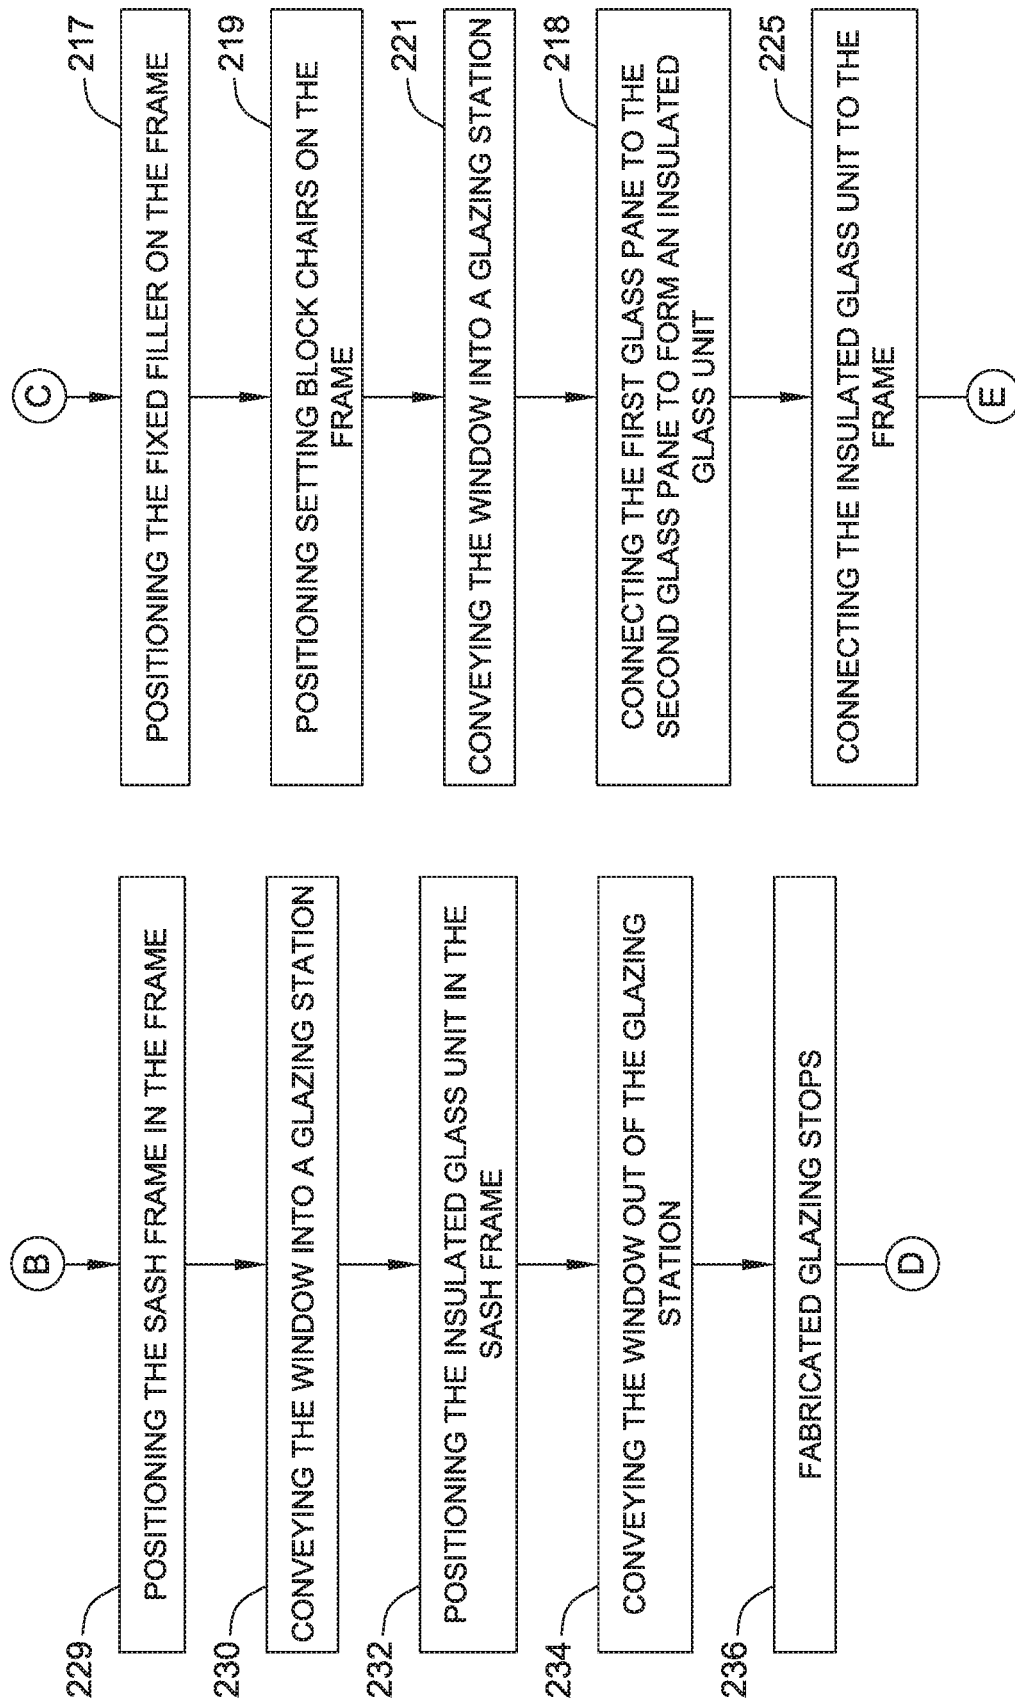 B
229
POSITIONING THE SASH FRAME IN THE FRAME
230
CONVEYING THE WINDOW INTO A GLAZING STATION
232
POSITIONING THE INSULATED GLASS UNIT IN THE
SASH FRAME
234
CONVEYING THE WINDOW OUT OF THE GLAZING
STATION
236
FABRICATED GLAZING STOPS
D
C
217
POSITIONING THE FIXED FILLER ON THE FRAME
219
POSITIONING SETTING BLOCK CHAIRS ON THE
FRAME
221
CONVEYING THE WINDOW INTO A GLAZING STATION
218
CONNECTING THE FIRST GLASS PANE TO THE
SECOND GLASS PANE TO FORM AN INSULATED
GLASS UNIT
225
CONNECTING THE INSULATED GLASS UNIT TO THE
FRAME
E